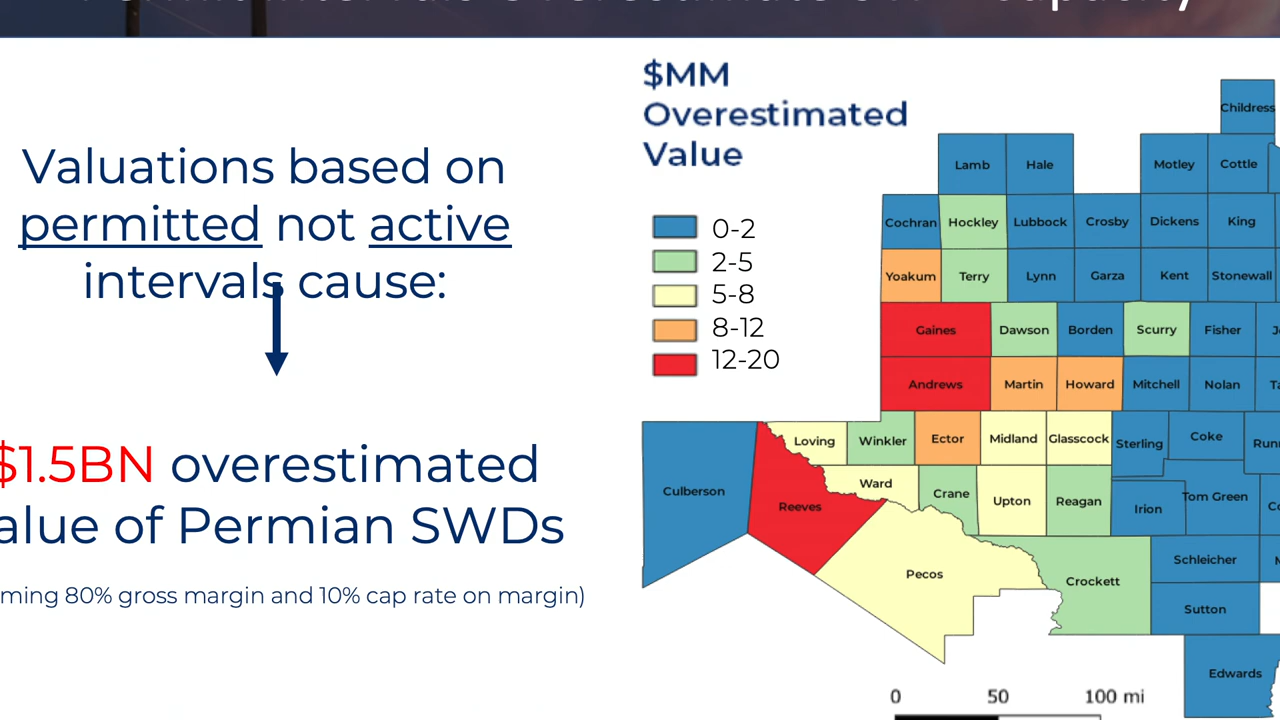 Valuations based on
permitted not active
intervals cause:
$1.5BN overestimated
alue of Permian SWDs
ming 80% gross margin and 10% cap rate on margin)
$MM
Overestimated
Value
0-2
2-5
5-8
8-12
12-20
Childress
Lamb Hale Motley Cottle
Cochran Hockley Lubbock Crosby Dickens King
Yoakum Terry Lynn Garza Kent Stonewall
Gaines Dawson Borden Scurry Fisher
Andrews Martin Howard Mitchell Nolan
Loving Winkler Ector Midland Glasscock Sterling Coke
Culberson Reeves Ward Crane Upton Reagan Irion Tom Green
Pecos Crockett Schleicher
Sutton
Edwards
0 50 100 mi